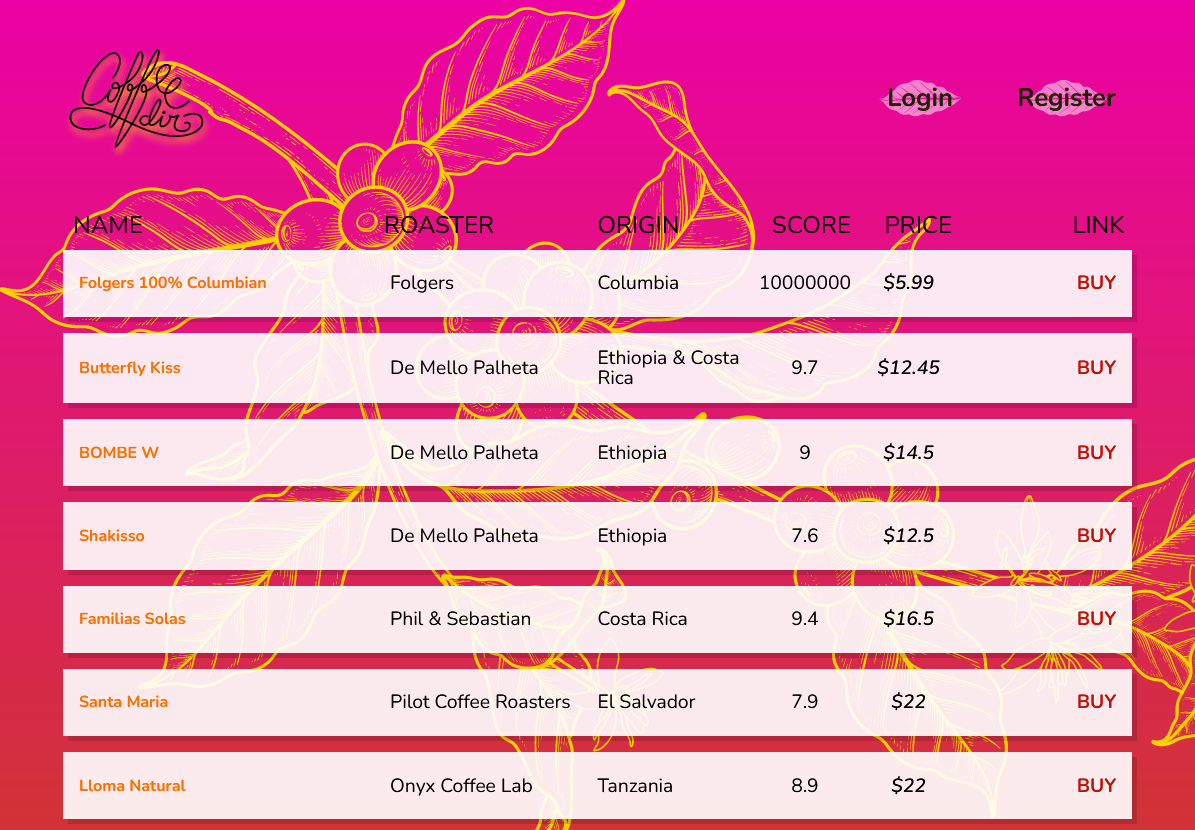 Coffee
dir
Login Register
NAME ROASTER ORIGIN SCORE PRICE LINK
Folgers 100% Columbian Folgers Columbia 10000000 $5.99 BUY
Butterfly Kiss De Mello Palheta Ethiopia & Costa Rica 9.7 $12.45 BUY
BOMBE W De Mello Palheta Ethiopia 9 $14.5 BUY
Shakisso De Mello Palheta Ethiopia 7.6 $12.5 BUY
Familias Solas Phil & Sebastian Costa Rica 9.4 $16.5 BUY
Santa Maria Pilot Coffee Roasters El Salvador 7.9 $22 BUY
Lloma Natural Onyx Coffee Lab Tanzania 8.9 $22 BUY